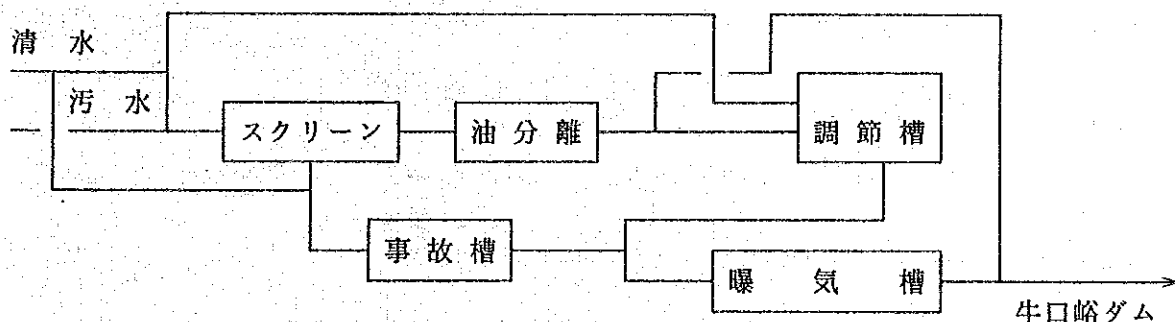 清水
汚水
スクリーン
油分離
調節槽
事故槽
曝気槽
牛口峪ダム